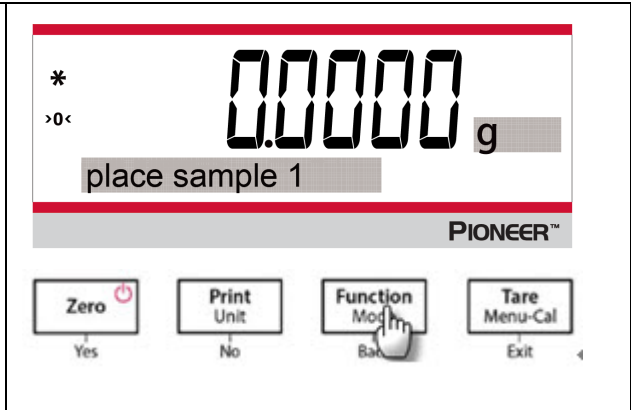 *
>0< 0.0000 g
place sample 1
PIONEER™
Zero Print Function Tare
Unit Menu-Cal
Yes No Exit